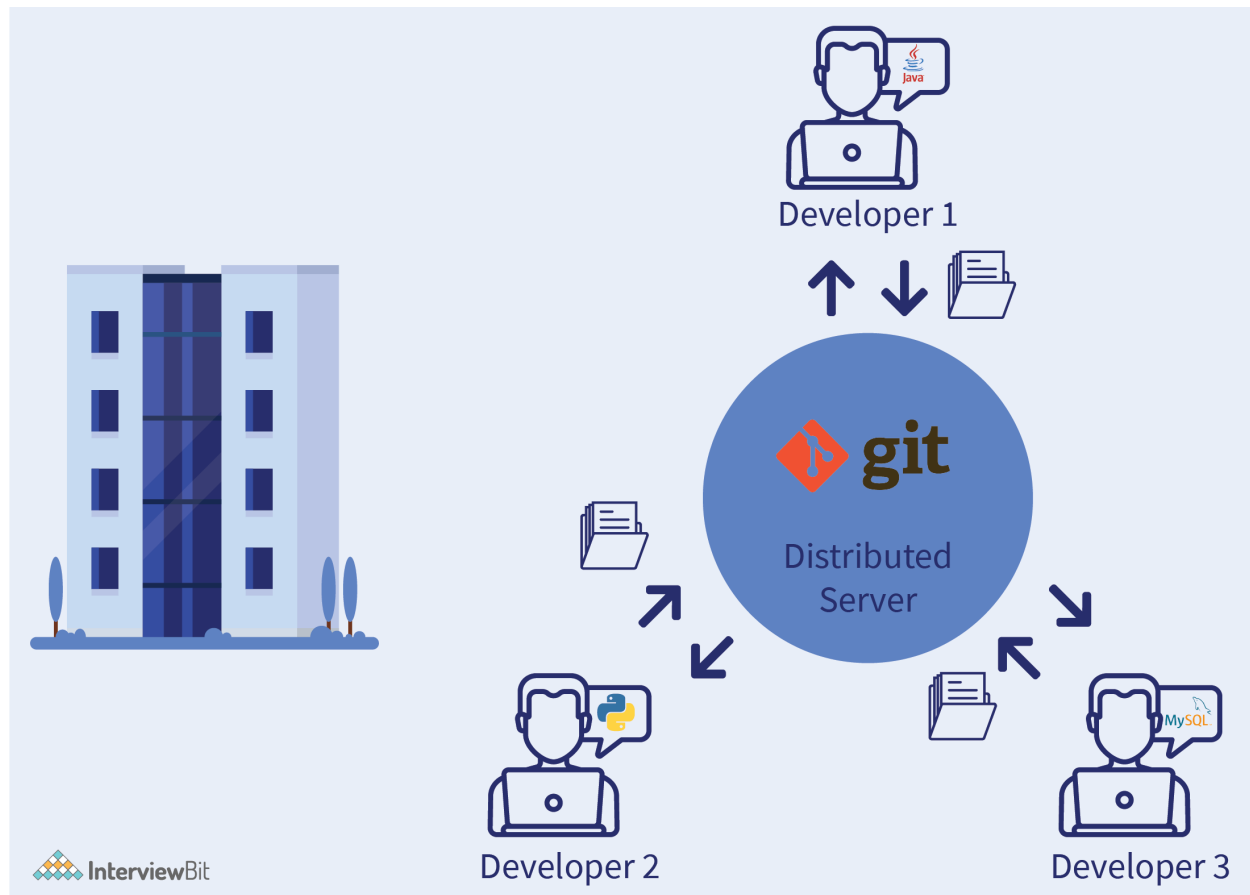 Java
Developer 1
git
Distributed
Server
MySQL
Developer 2
Developer 3
InterviewBit